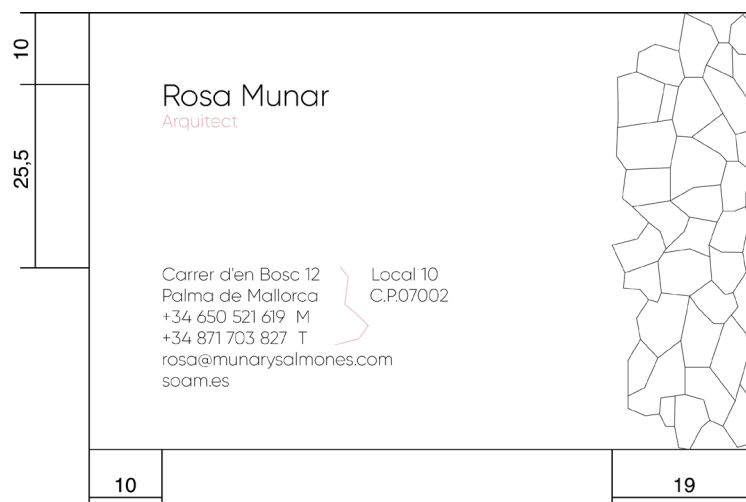 10
25,5
Rosa Munar
Arquitect
Carrer d'en Bosc 12
Palma de Mallorca
+34 650 521 619 M
+34 871 703 827 T
rosa@munarysalmones.com
soam.es
Local 10
C.P.07002
10
19